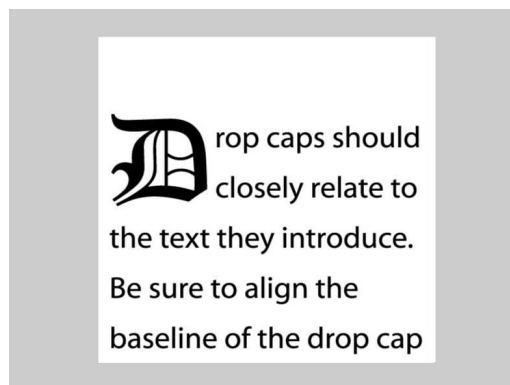 Drop caps should
closely relate to
the text they introduce.
Be sure to align the
baseline of the drop cap